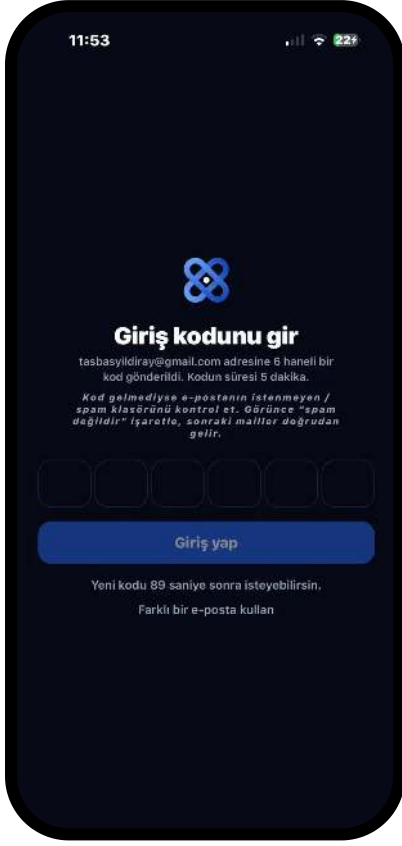 11:53
22
Giriş kodunu gir
tasbasyildiray@gmail.com adresine 6 haneli bir
kod gönderildi. Kodun süresi 5 dakika.
Kod gelmediyse e-postanın istenmeyen /
spam klasörünü kontrol et. Görünce “spam
değildir” işaretle, sonraki mailler doğrudan
gelir.
Giriş yap
Yeni kodu 89 saniye sonra isteyebilirsin.
Farklı bir e-posta kullan